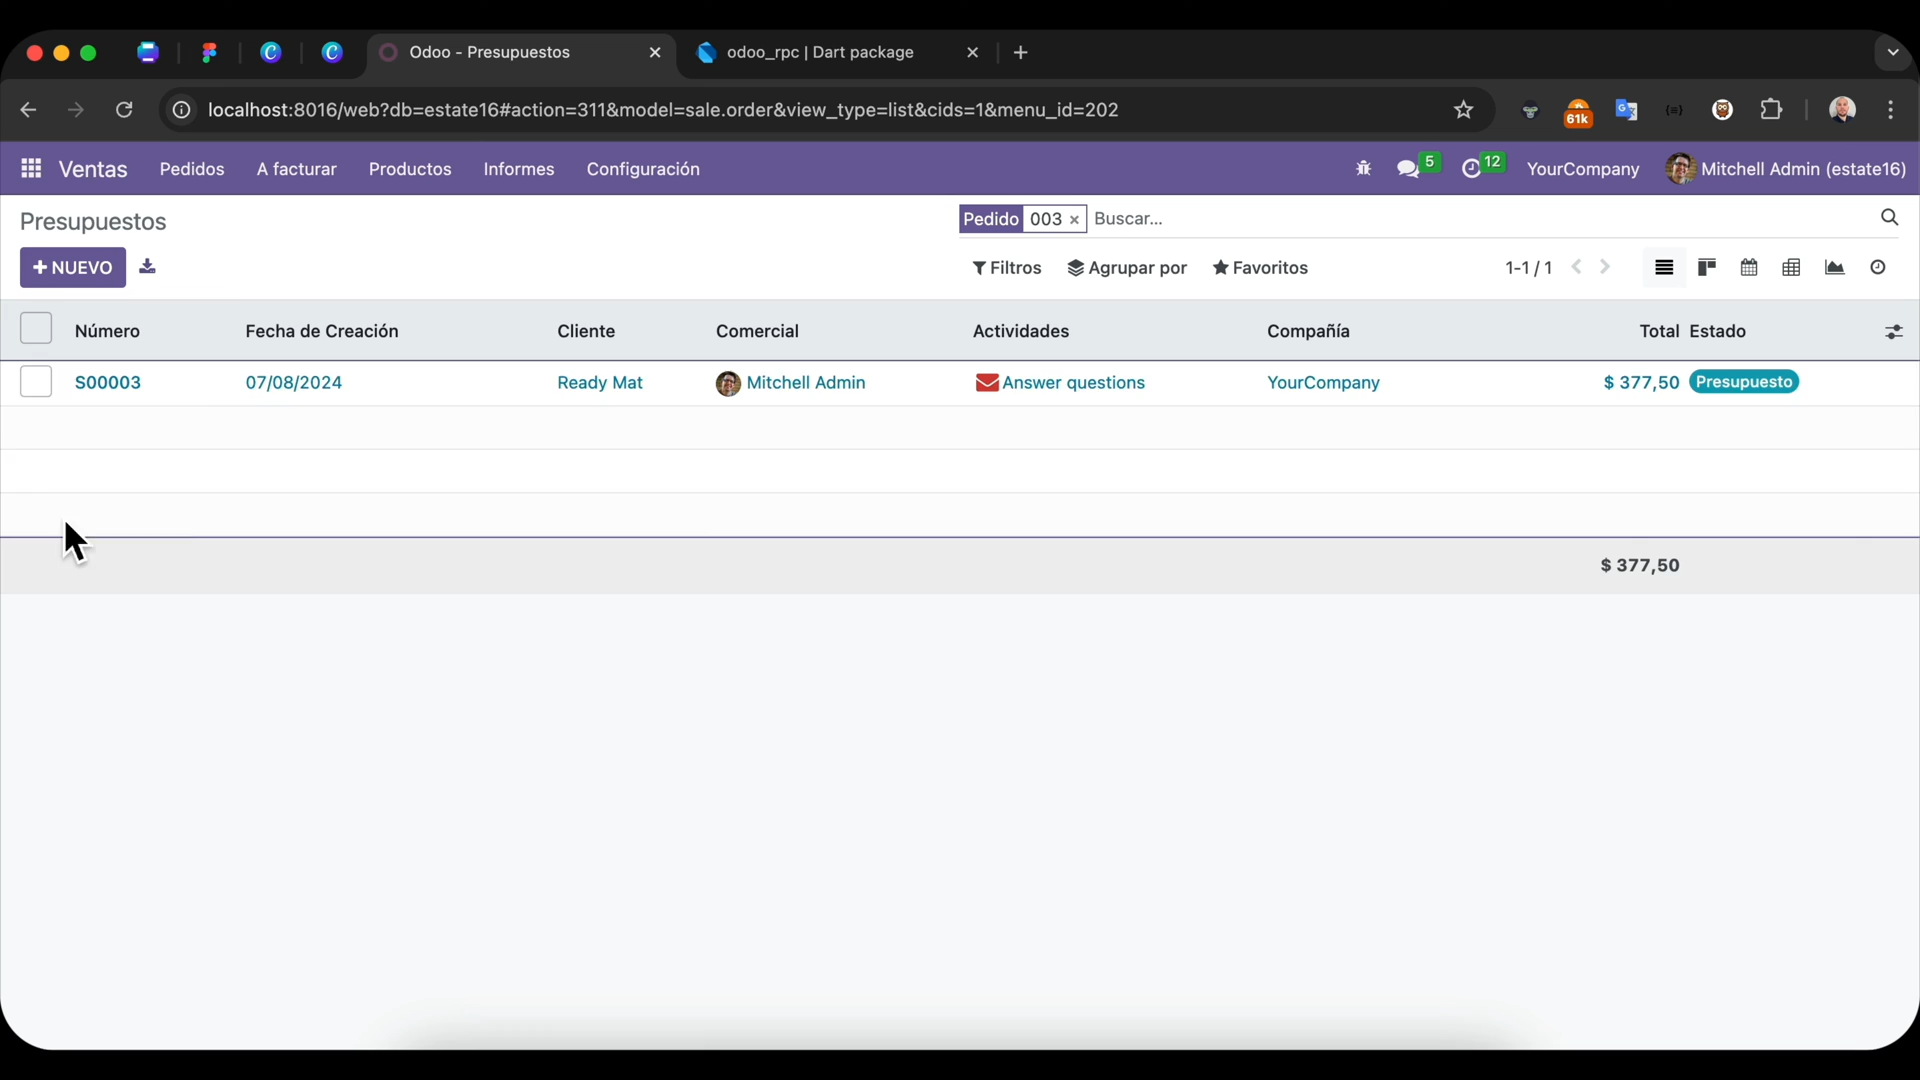 Odoo - Presupuestos
odoo_rpc | Dart package
localhost:8016/web?db=estate16#action=311&model=sale.order&view_type=list&cids=1&menu_id=202
61k
Ventas Pedidos A facturar Productos Informes Configuración 5 12 YourCompany Mitchell Admin (estate16)
Presupuestos
Pedido 003 × Buscar...
+ NUEVO
Filtros Agrupar por Favoritos 1-1 / 1
Número Fecha de Creación Cliente Comercial Actividades Compañía Total Estado
S00003 07/08/2024 Ready Mat Mitchell Admin Answer questions YourCompany $ 377,50 Presupuesto
$ 377,50